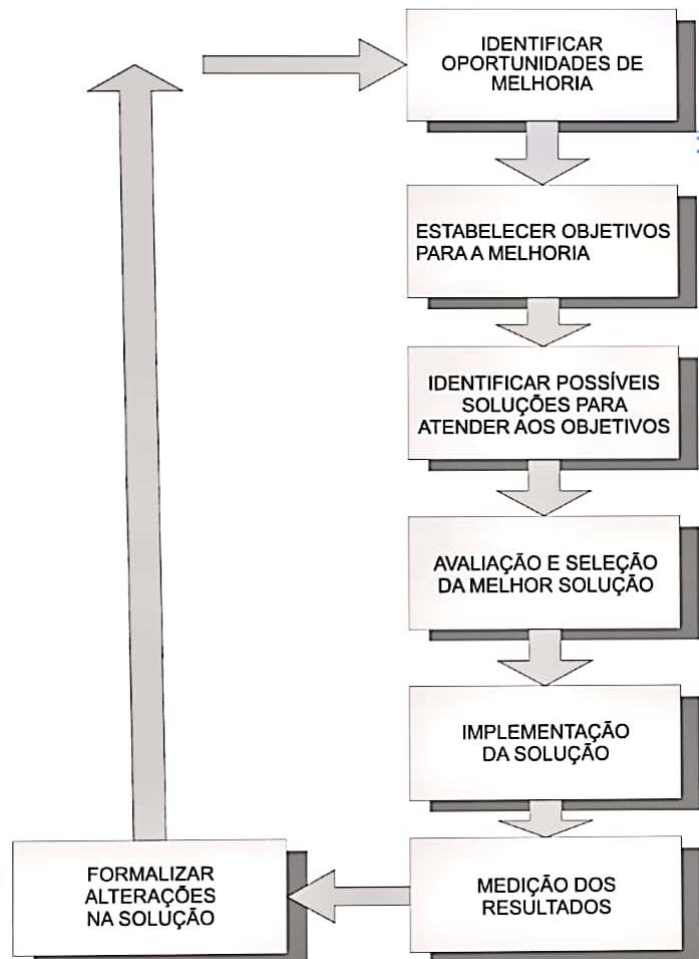 IDENTIFICAR
OPORTUNIDADES DE
MELHORIA
ESTABELECER OBJETIVOS
PARA A MELHORIA
IDENTIFICAR POSSÍVEIS
SOLUÇÕES PARA
ATENDER AOS OBJETIVOS
AVALIAÇÃO E SELEÇÃO
DA MELHOR SOLUÇÃO
IMPLEMENTAÇÃO
DA SOLUÇÃO
MEDIÇÃO DOS
RESULTADOS
FORMALIZAR
ALTERAÇÕES
NA SOLUÇÃO